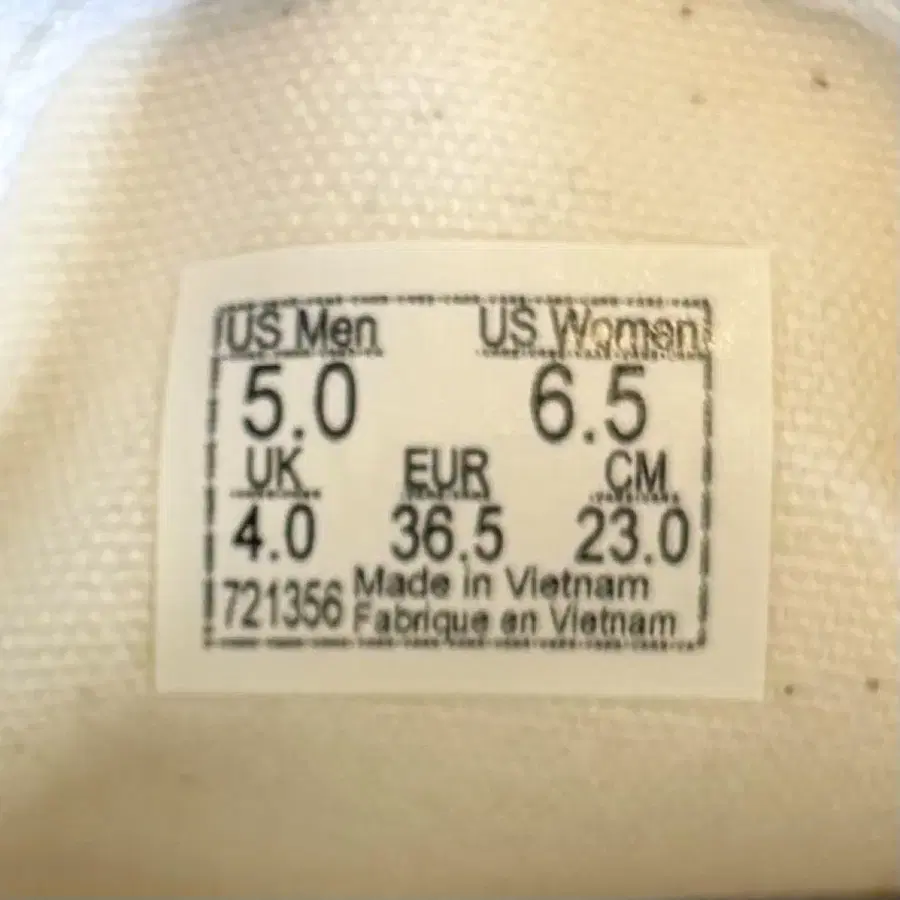 US Men US Women
5.0 6.5
UK EUR CM
4.0 36.5 23.0
721356 Made in Vietnam
Fabrique en Vietnam